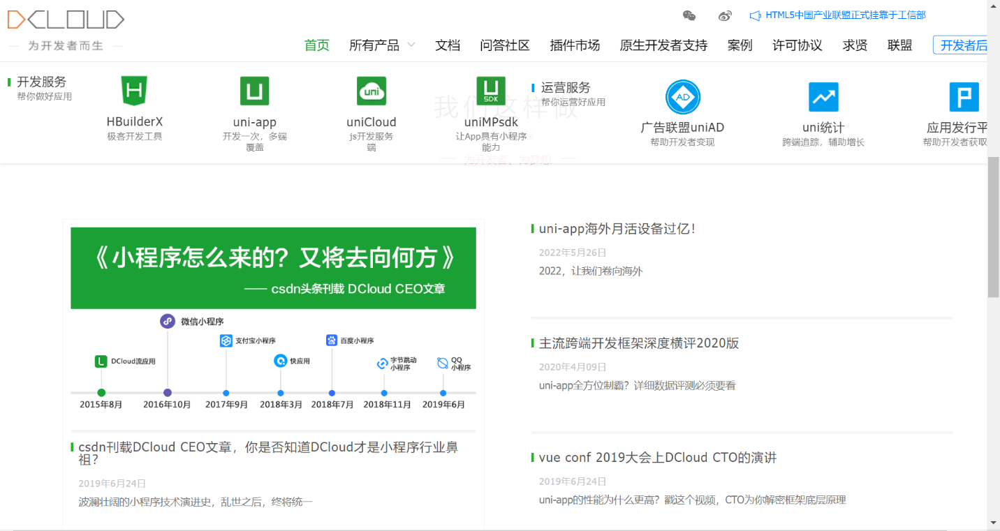 DCLOUD
为开发者而生
HTML5中国产业联盟正式挂靠于工信部
首页 所有产品 文档 问答社区 插件市场 原生开发者支持 案例 许可协议 求贤 联盟 开发者后
开发服务
帮你做好应用
HBuilderX
极客开发工具
uni-app
开发一次，多端
覆盖
uni
uniCloud
js开发服务
端
SDK
uniMPsdk
让App具有小程序
能力
我们这样做
为开发者、为梦想
运营服务
帮你运营好应用
AD
广告联盟uniAD
帮助开发者变现
uni统计
跨端追踪，辅助增长
应用发行平
帮助开发者获取
《小程序怎么来的？又将去向何方》
—— csdn头条刊载 DCloud CEO文章
微信小程序
支付宝小程序
百度小程序
DCloud流应用
快应用
字节跳动
小程序
QQ
小程序
2015年8月 2016年10月 2017年9月 2018年3月 2018年7月 2018年11月 2019年6月
csdn刊载DCloud CEO文章，你是否知道DCloud才是小程序行业鼻
祖？
2019年6月24日
波澜壮阔的小程序技术演进史，乱世之后，终将统一
uni-app海外月活设备过亿！
2022年5月26日
2022，让我们卷向海外
主流跨端开发框架深度横评2020版
2020年4月09日
uni-app全方位制霸？详细数据评测必须要看
vue conf 2019大会上DCloud CTO的演讲
2019年6月24日
uni-app的性能为什么更高？戳这个视频，CTO为你解密框架底层原理